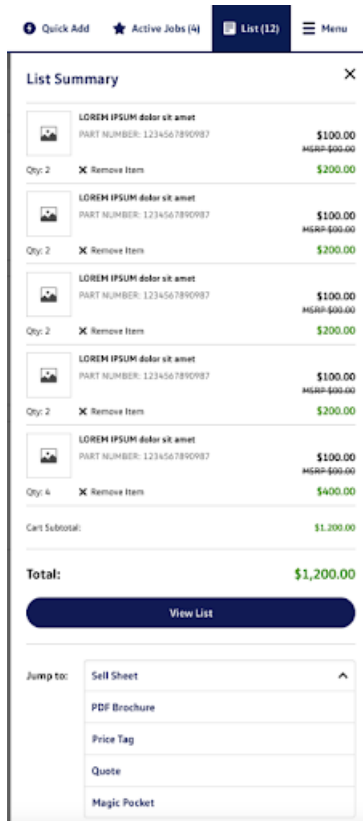 Quick Add
Active Jobs (4)
List (12)
Menu
List Summary
LOREM IPSUM dolor sit amet
PART NUMBER: 1234567890987
$100.00
MSRP $00.00
Qty: 2
Remove Item
$200.00
LOREM IPSUM dolor sit amet
PART NUMBER: 1234567890987
$100.00
MSRP $00.00
Qty: 2
Remove Item
$200.00
LOREM IPSUM dolor sit amet
PART NUMBER: 1234567890987
$100.00
MSRP $00.00
Qty: 2
Remove Item
$200.00
LOREM IPSUM dolor sit amet
PART NUMBER: 1234567890987
$100.00
MSRP $00.00
Qty: 2
Remove Item
$200.00
LOREM IPSUM dolor sit amet
PART NUMBER: 1234567890987
$100.00
MSRP $00.00
Qty: 4
Remove Item
$400.00
Cart Subtotal:
$1,200.00
Total:
$1,200.00
View List
Jump to:
Sell Sheet
PDF Brochure
Price Tag
Quote
Magic Pocket